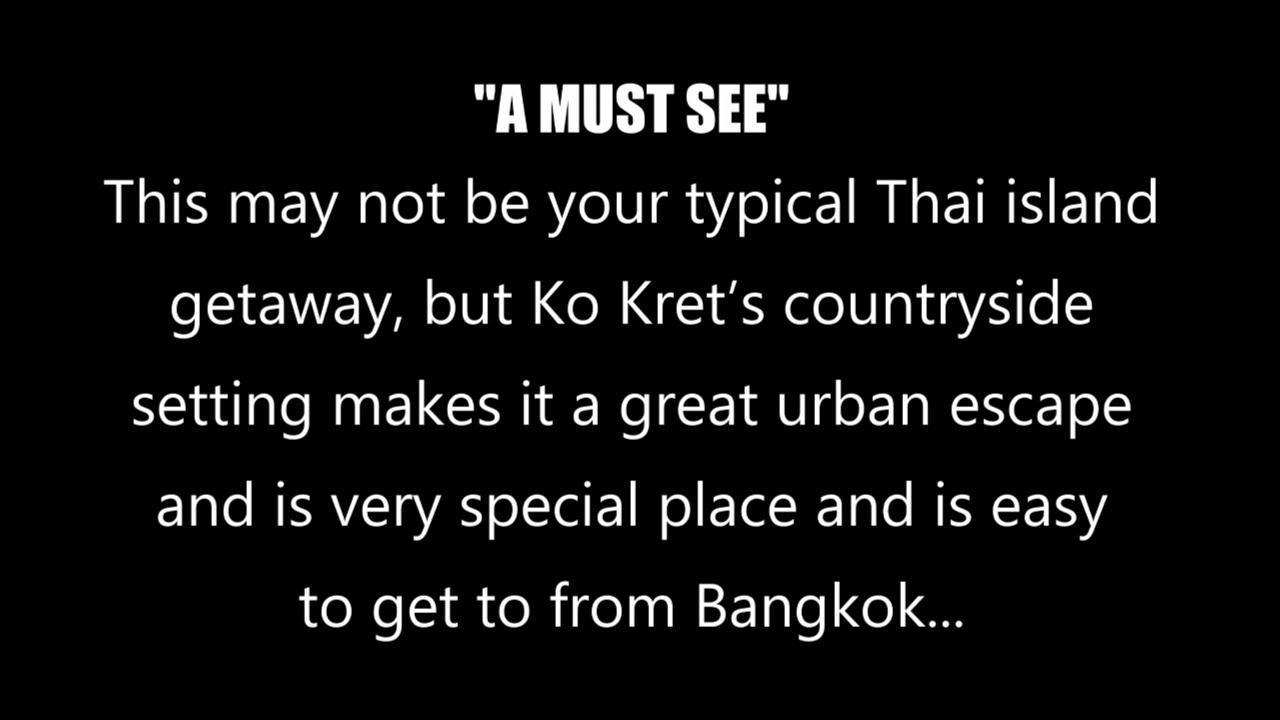 "A MUST SEE"
This may not be your typical Thai island
getaway, but Ko Kret’s countryside
setting makes it a great urban escape
and is very special place and is easy
to get to from Bangkok...